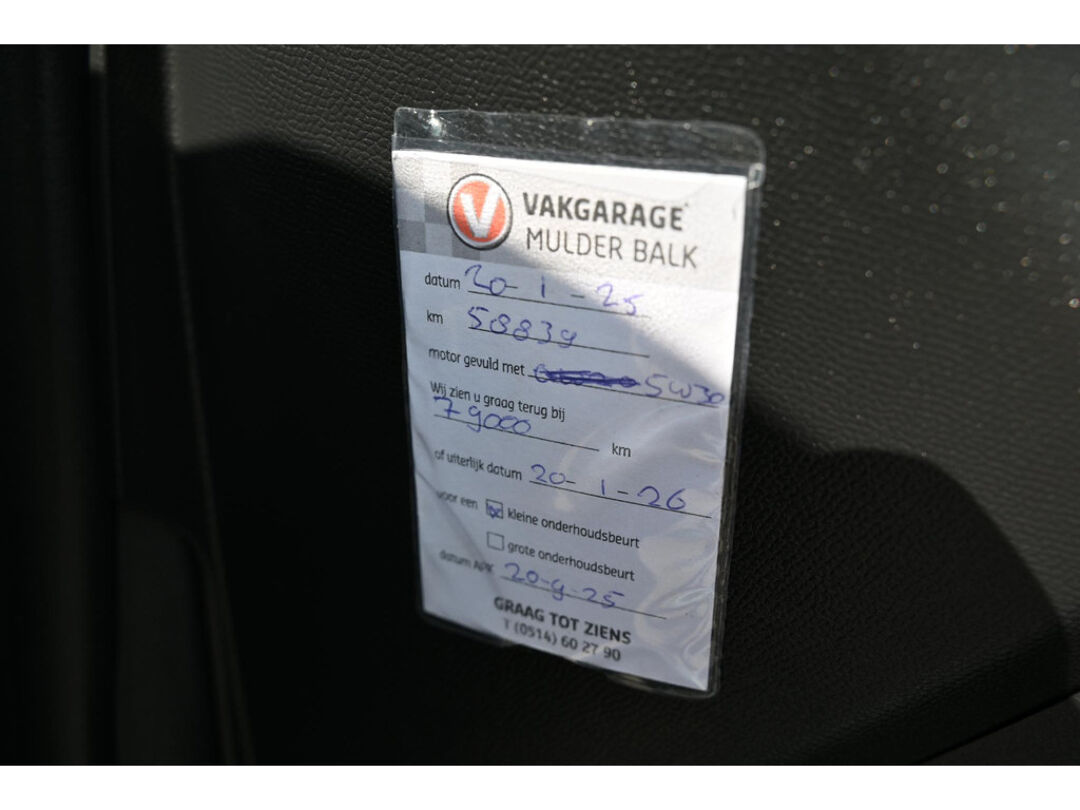 V VAKGARAGE
MULDER BALK
datum 20-1-25
km 58839
motor gevuld met 5W30
Wij zien u graag terug bij
79000 km
of uiterlijk datum 20-1-26
voor een kleine onderhoudsbeurt
grote onderhoudsbeurt
datum APK 20-9-25
GRAAG TOT ZIENS
T (0514) 60 27 90